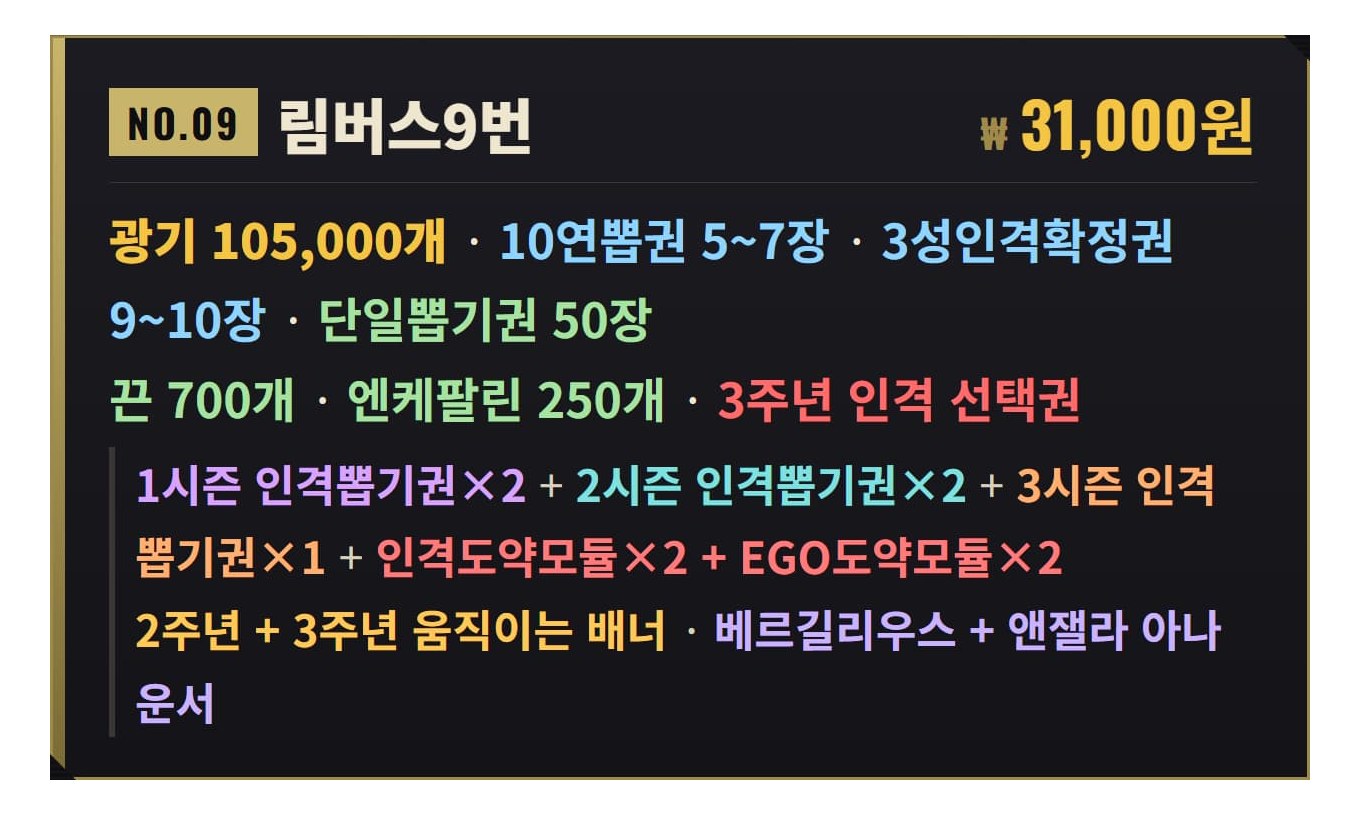 NO.09 림버스9번 ₩ 31,000원
광기 105,000개 · 10연뽑권 5~7장 · 3성인격확정권
9~10장 · 단일뽑기권 50장
끈 700개 · 엔케팔린 250개 · 3주년 인격 선택권
1시즌 인격뽑기권×2 + 2시즌 인격뽑기권×2 + 3시즌 인격
뽑기권×1 + 인격도약모듈×2 + EGO도약모듈×2
2주년 + 3주년 움직이는 배너 · 베르길리우스 + 앤잴라 아나
운서